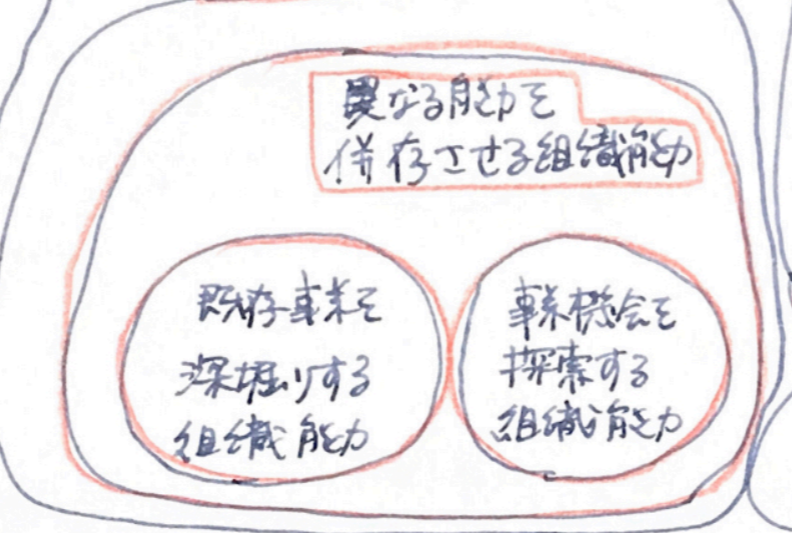 異なる能力を
併存させる組織能力
既存事業を
深堀りする
組織能力
事業機会を
探索する
組織能力